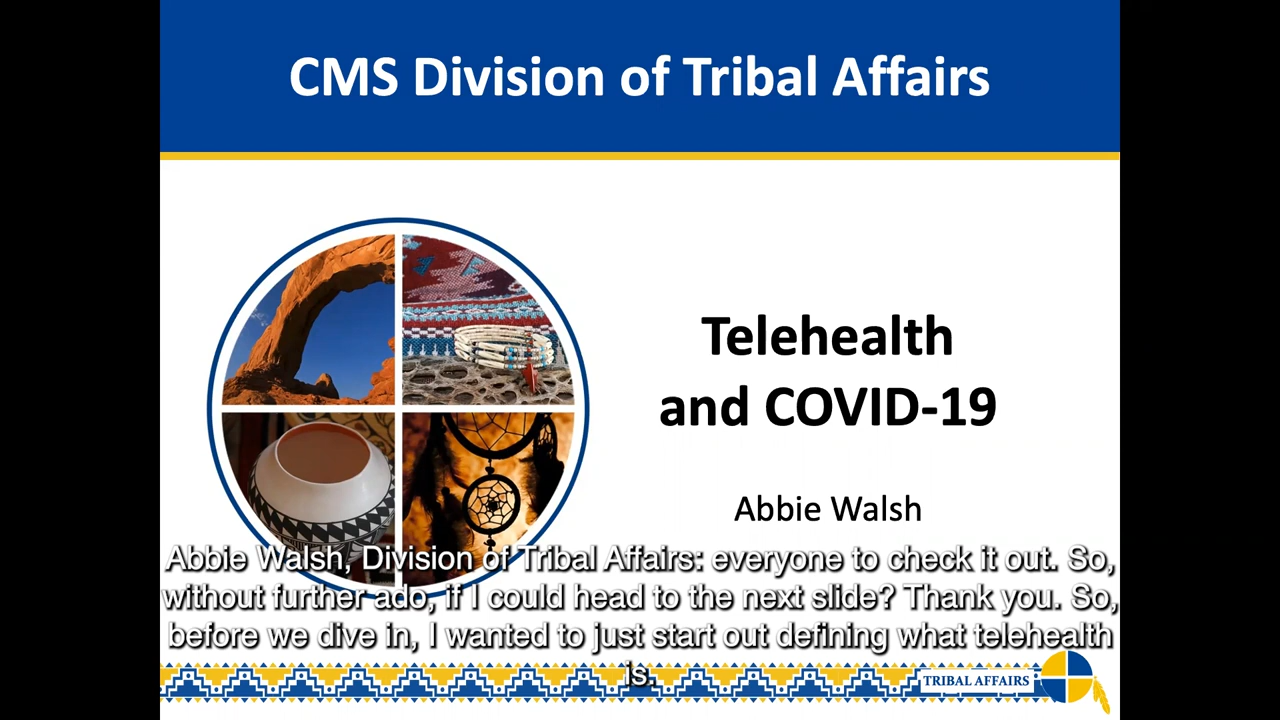 CMS Division of Tribal Affairs
Telehealth
and COVID-19
Abbie Walsh
Abbie Walsh, Division of Tribal Affairs: everyone to check it out. So,
without further ado, if I could head to the next slide? Thank you. So,
before we dive in, I wanted to just start out defining what telehealth
is.
TRIBAL AFFAIRS